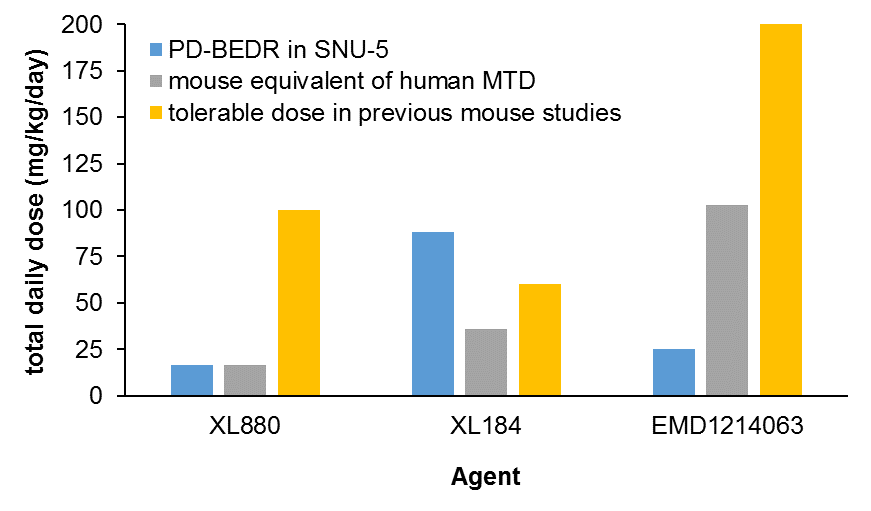 total daily dose (mg/kg/day)
200
175
150
125
100
75
50
25
0
PD-BEDR in SNU-5
mouse equivalent of human MTD
tolerable dose in previous mouse studies
XL880
XL184
EMD1214063
Agent